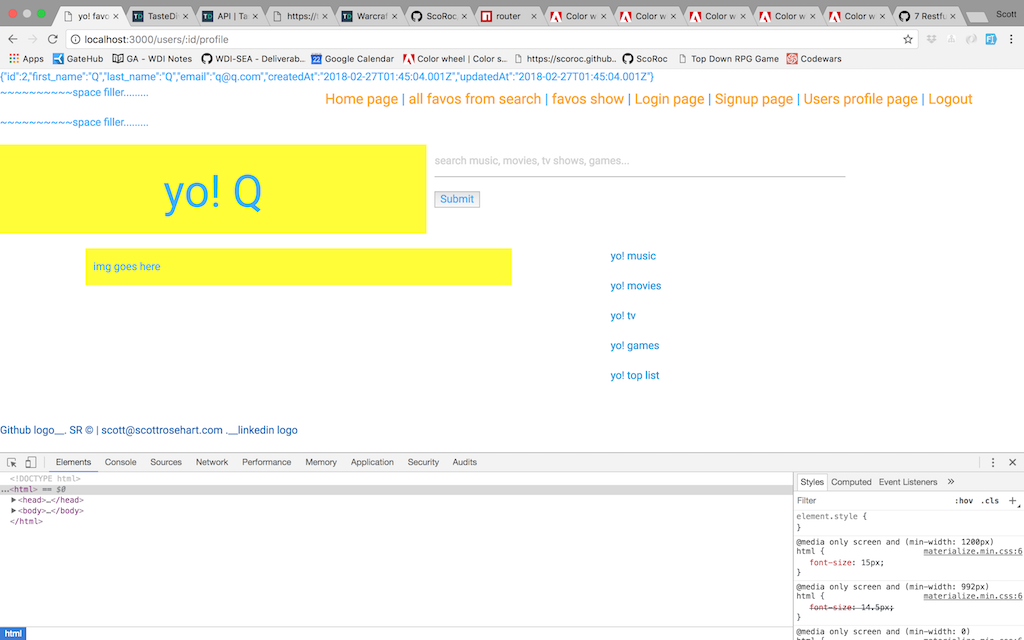 yo! favo
TasteDi
API | Ta
https://t
Warcraf
ScoRoc.
router
Color w
Color w
Color w
Color w
Color w
7 Restfu
Scott
localhost:3000/users/:id/profile
Apps
GateHub
GA - WDI Notes
WDI-SEA - Deliverab..
Google Calendar
Color wheel | Color s..
https://scoroc.github..
ScoRoc
Top Down RPG Game
Codewars
{"id":2,"first_name":"Q","last_name":"Q","email":"q@q.com","createdAt":"2018-02-27T01:45:04.001Z","updatedAt":"2018-02-27T01:45:04.001Z"}
~~~~~~~~~~space filler.........
Home page | all favos from search | favos show | Login page | Signup page | Users profile page | Logout
~~~~~~~~~~space filler.........
yo! Q
search music, movies, tv shows, games...
Submit
img goes here
yo! music
yo! movies
yo! tv
yo! games
yo! top list
Github logo__. SR © | scott@scottrosehart.com .__linkedin logo
Elements Console Sources Network Performance Memory Application Security Audits
<!DOCTYPE html>
...<html> == $0
<head>…</head>
<body>…</body>
</html>
html
Styles Computed Event Listeners »
Filter :hov .cls +
element.style {
}
@media only screen and (min-width: 1200px)
html { materialize.min.css:6
font-size: 15px;
}
@media only screen and (min-width: 992px)
html { materialize.min.css:6
font-size: 14.5px;
}
@media only screen and (min-width: 0)
html { materialize.min.css:6